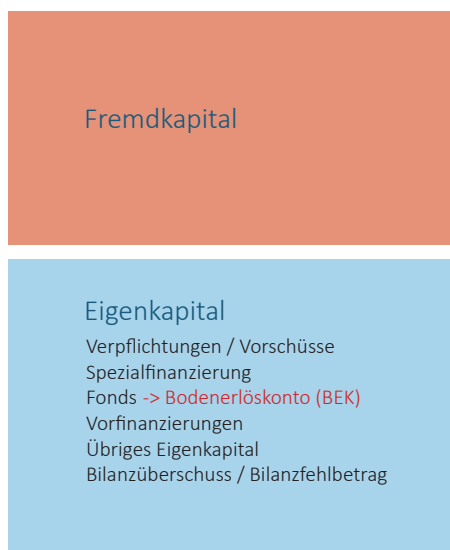 Fremdkapital
Eigenkapital
Verpflichtungen / Vorschüsse
Spezialfinanzierung
Fonds -> Bodenerlöskonto (BEK)
Vorfinanzierungen
Übriges Eigenkapital
Bilanzüberschuss / Bilanzfehlbetrag